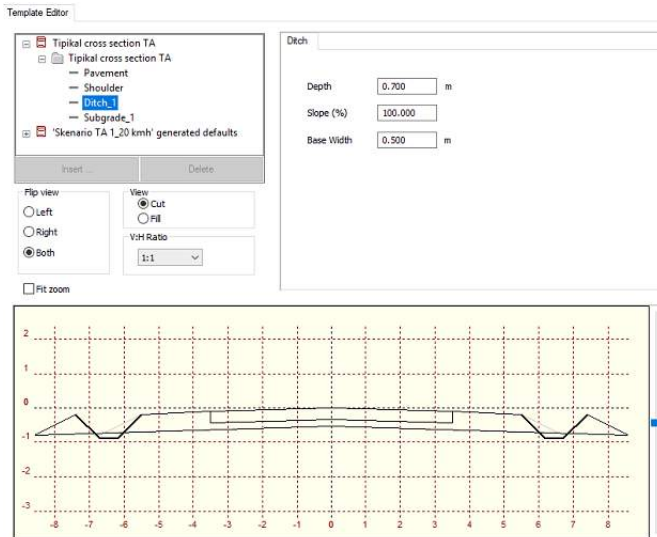 Template Editor
Tipikal cross section TA
Tipikal cross section TA
Pavement
Shoulder
Ditch_1
Subgrade_1
'Skenario TA 1_20 kmh' generated defaults
Insert ...
Delete
Flip view
Left
Right
Both
View
Cut
Fill
V:H Ratio
1:1
Fit zoom
Ditch
Depth 0.700 m
Slope (%) 100.000
Base Width 0.500 m
2
1
0
-1
-2
-3
-8 -7 -6 -5 -4 -3 -2 -1 0 1 2 3 4 5 6 7 8